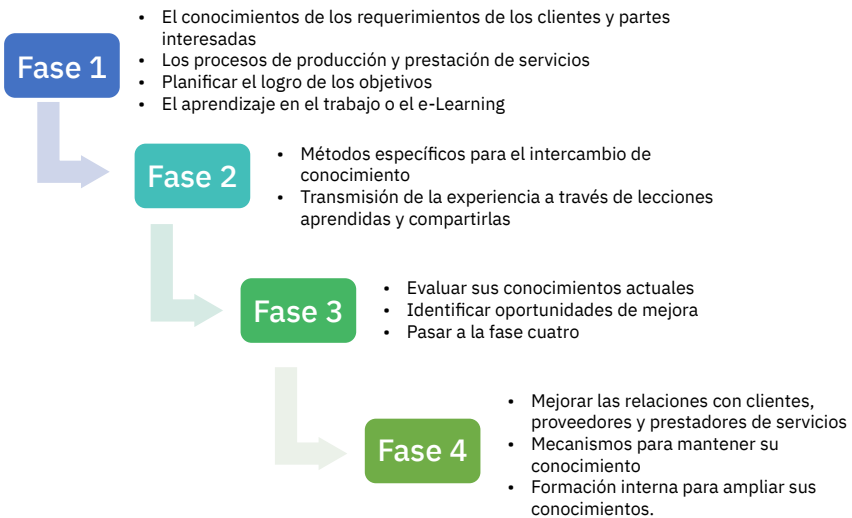 Fase 1
• El conocimientos de los requerimientos de los clientes y partes
interesadas
• Los procesos de producción y prestación de servicios
• Planificar el logro de los objetivos
• El aprendizaje en el trabajo o el e-Learning
Fase 2
• Métodos específicos para el intercambio de
conocimiento
• Transmisión de la experiencia a través de lecciones
aprendidas y compartirlas
Fase 3
• Evaluar sus conocimientos actuales
• Identificar oportunidades de mejora
• Pasar a la fase cuatro
Fase 4
• Mejorar las relaciones con clientes,
proveedores y prestadores de servicios
• Mecanismos para mantener su
conocimiento
• Formación interna para ampliar sus
conocimientos.